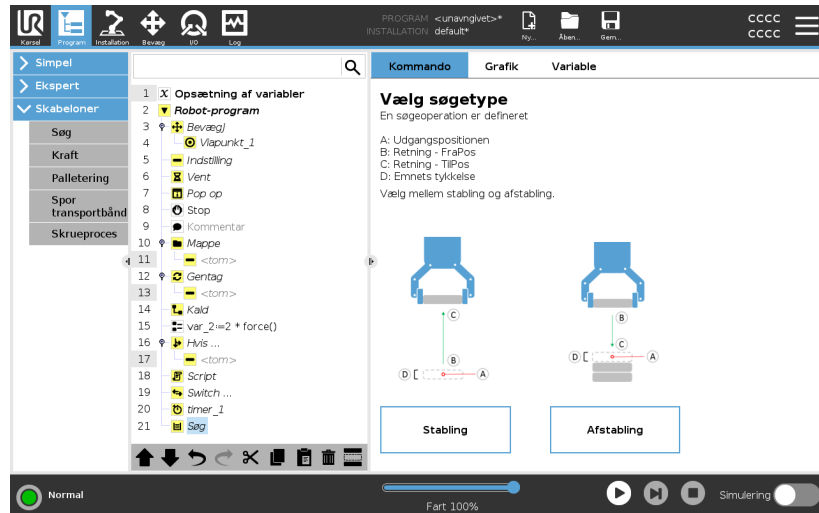 UR
PROGRAM <unavngivet>*
INSTALLATION default*
CCCC
CCCC
Kørsel
Program
Installation
Bevæg
I/O
Log
Ny...
Åben...
Gem...
Simpel
Ekspert
Skabeloner
Søg
Kraft
Palletering
Spor
transportbånd
Skrueproces
1 X Opsætning af variabler
2 Robot-program
3 BevægJ
4 Viapunkt_1
5 Indstilling
6 Vent
7 Pop op
8 Stop
9 Kommentar
10 Mappe
11 <tom>
12 Gentag
13 <tom>
14 Kald
15 var_2:=2 * force()
16 Hvis ...
17 <tom>
18 Script
19 Switch ...
20 timer_1
21 Søg
Kommando
Grafik
Variable
Vælg søgetype
En søgeoperation er defineret
A: Udgangspositionen
B: Retning - FraPos
C: Retning - TilPos
D: Emnets tykkelse
Vælg mellem stabling og afstabling.
C
B
D
A
B
C
D
A
Stabling
Afstabling
Normal
Fart 100%
Simulering